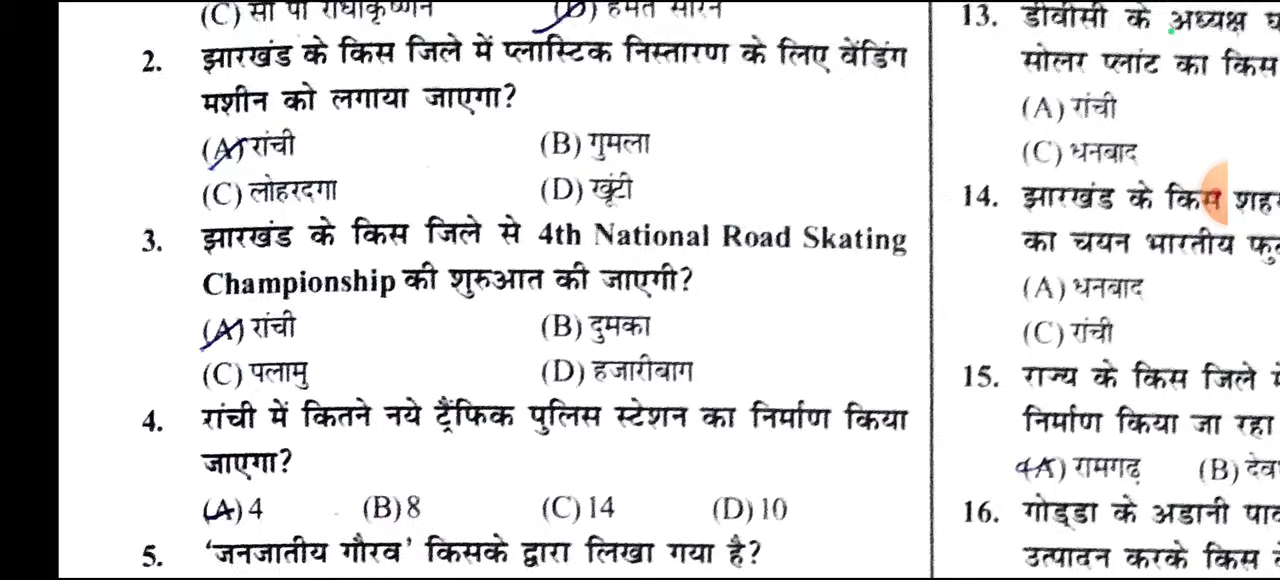 (C) सी पी राधाकृष्णन (D) हेमंत सोरेन
2. झारखंड के किस जिले में प्लास्टिक निस्तारण के लिए वेंडिंग
मशीन को लगाया जाएगा?
(A) रांची (B) गुमला
(C) लोहरदगा (D) खूंटी
3. झारखंड के किस जिले से 4th National Road Skating
Championship की शुरुआत की जाएगी?
(A) रांची (B) दुमका
(C) पलामु (D) हजारीबाग
4. रांची में कितने नये ट्रैफिक पुलिस स्टेशन का निर्माण किया
जाएगा?
(A) 4 (B) 8 (C) 14 (D) 10
5. ‘जनजातीय गौरव’ किसके द्वारा लिखा गया है?
13. डीवीसी के अध्यक्ष
सोलर प्लांट का किस
(A) रांची
(C) धनबाद
14. झारखंड के किस शहर
का चयन भारतीय
(A) धनबाद
(C) रांची
15. राज्य के किस जिले
निर्माण किया जा रहा
(A) रामगढ़ (B)
16. गोड्डा के अडानी
उत्पादन करके किस